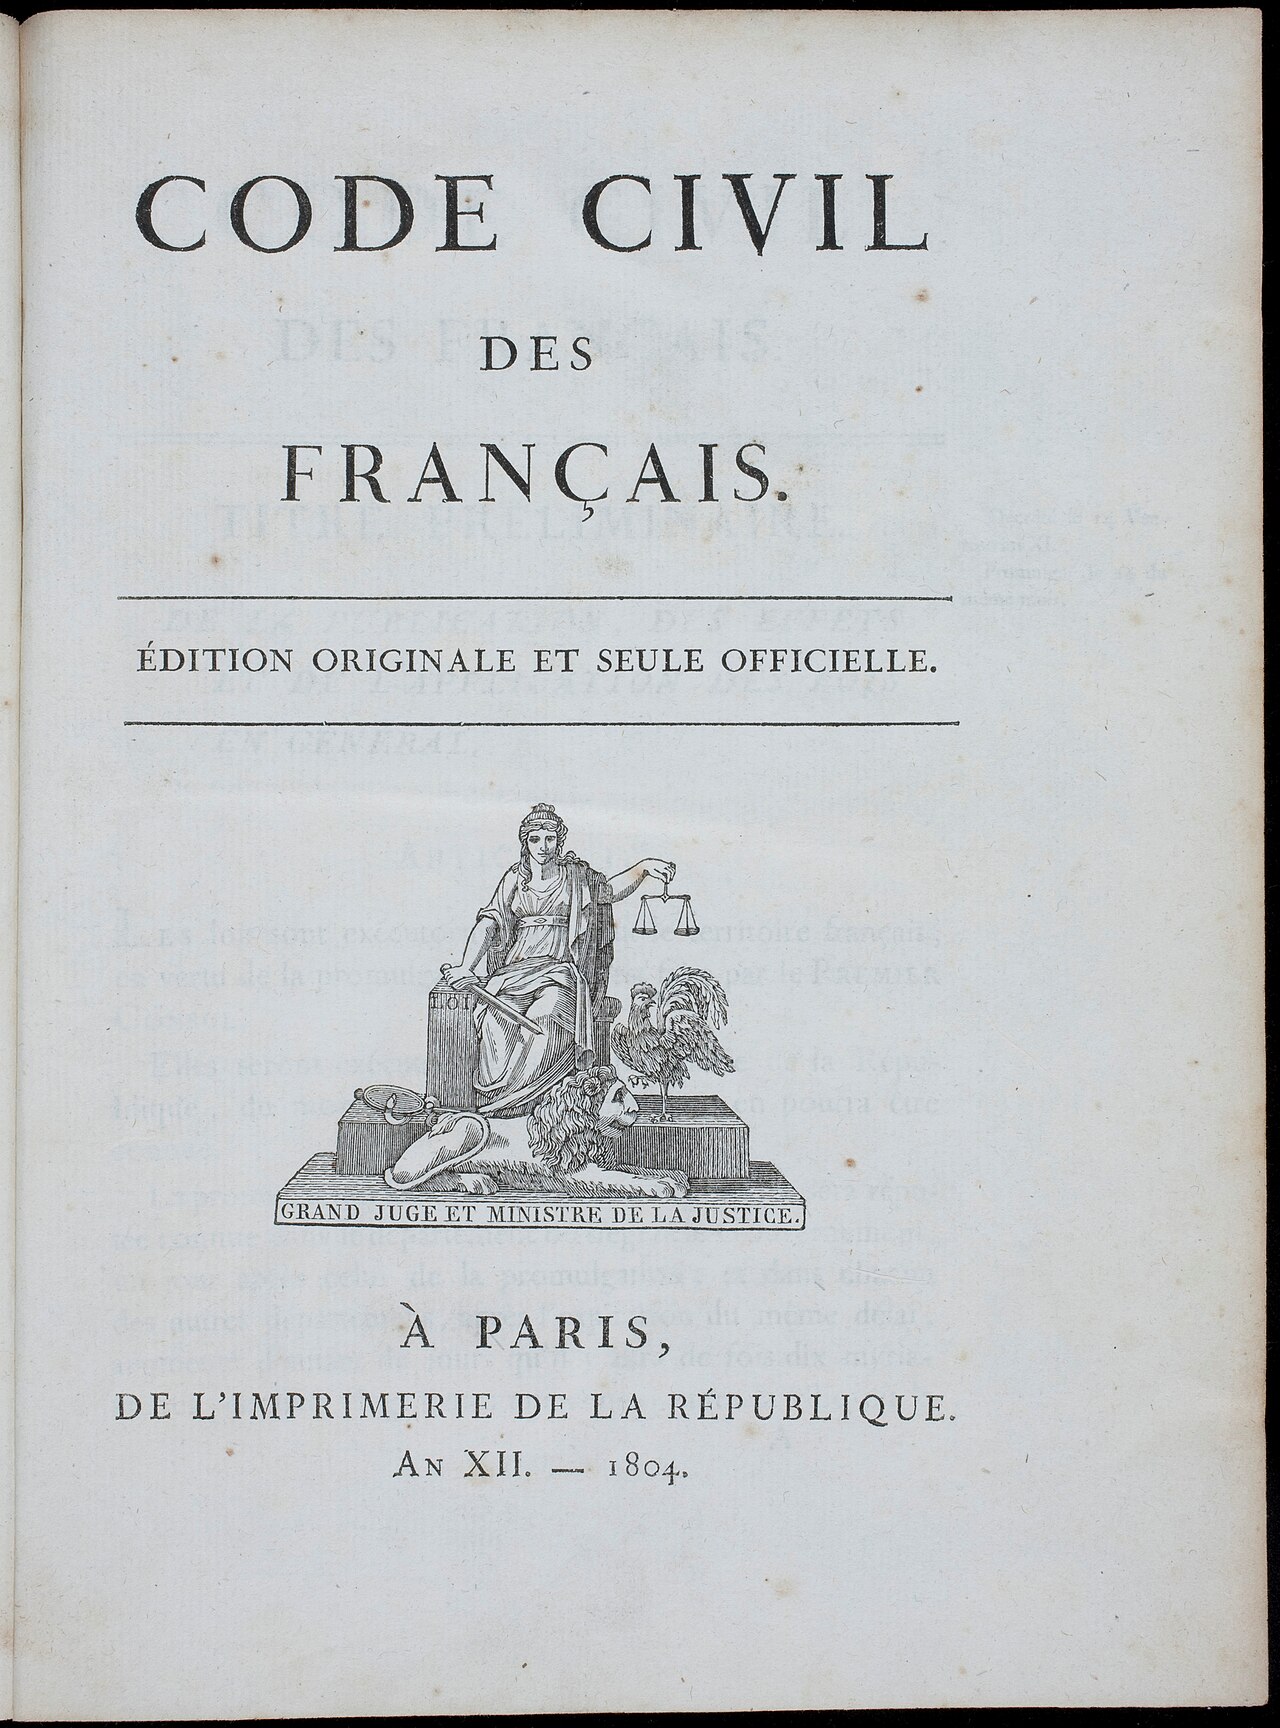 CODE CIVIL
DES
FRANÇAIS.
ÉDITION ORIGINALE ET SEULE OFFICIELLE.
LOI
GRAND JUGE ET MINISTRE DE LA JUSTICE.
À PARIS,
DE L'IMPRIMERIE DE LA RÉPUBLIQUE.
AN XII. — 1804.